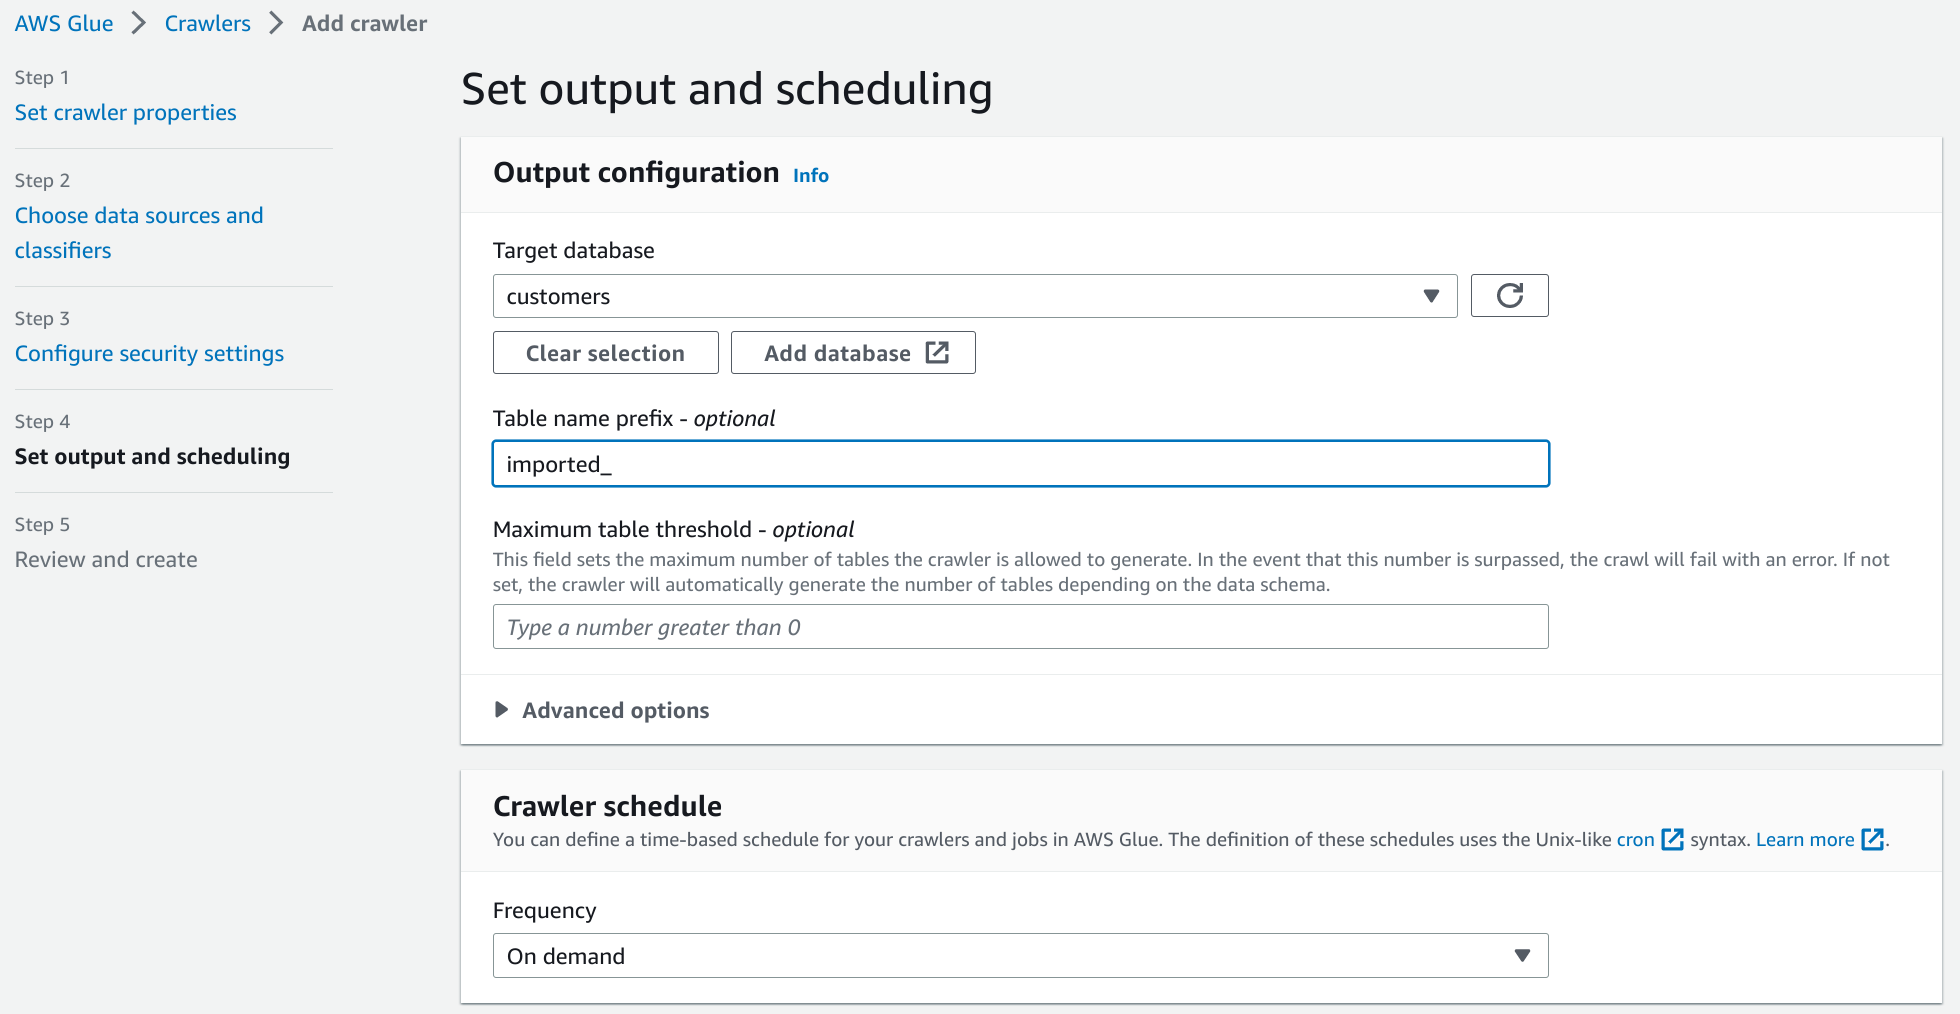 AWS Glue > Crawlers > Add crawler
Step 1
Set crawler properties
Step 2
Choose data sources and
classifiers
Step 3
Configure security settings
Step 4
Set output and scheduling
Step 5
Review and create
Set output and scheduling
Output configuration Info
Target database
customers
Clear selection Add database
Table name prefix - optional
imported_
Maximum table threshold - optional
This field sets the maximum number of tables the crawler is allowed to generate. In the event that this number is surpassed, the crawl will fail with an error. If not
set, the crawler will automatically generate the number of tables depending on the data schema.
Type a number greater than 0
Advanced options
Crawler schedule
You can define a time-based schedule for your crawlers and jobs in AWS Glue. The definition of these schedules uses the Unix-like cron syntax. Learn more .
Frequency
On demand